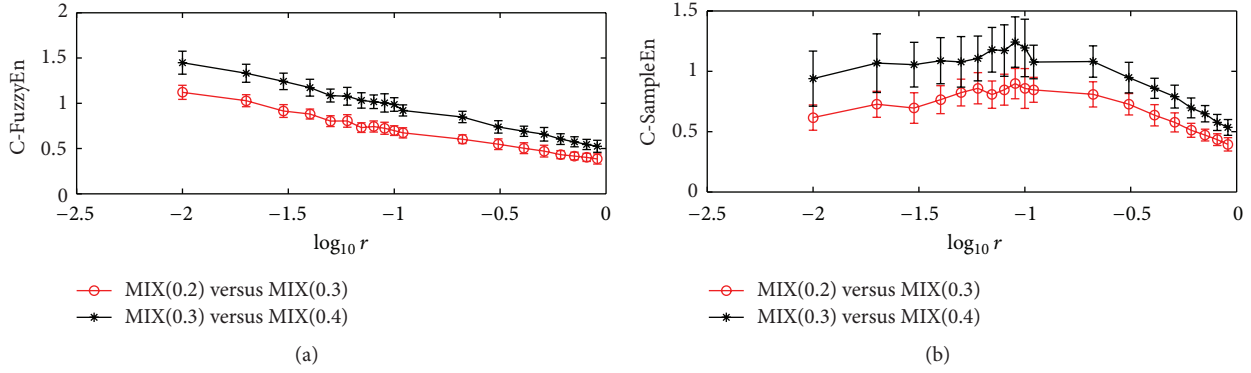 2
1.5
1
0.5
0
C-FuzzyEn
−2.5
−2
−1.5
−1
−0.5
0
log10 r
MIX(0.2) versus MIX(0.3)
MIX(0.3) versus MIX(0.4)
(a)
1.5
1
0.5
0
C-SampleEn
−2.5
−2
−1.5
−1
−0.5
0
log10 r
MIX(0.2) versus MIX(0.3)
MIX(0.3) versus MIX(0.4)
(b)